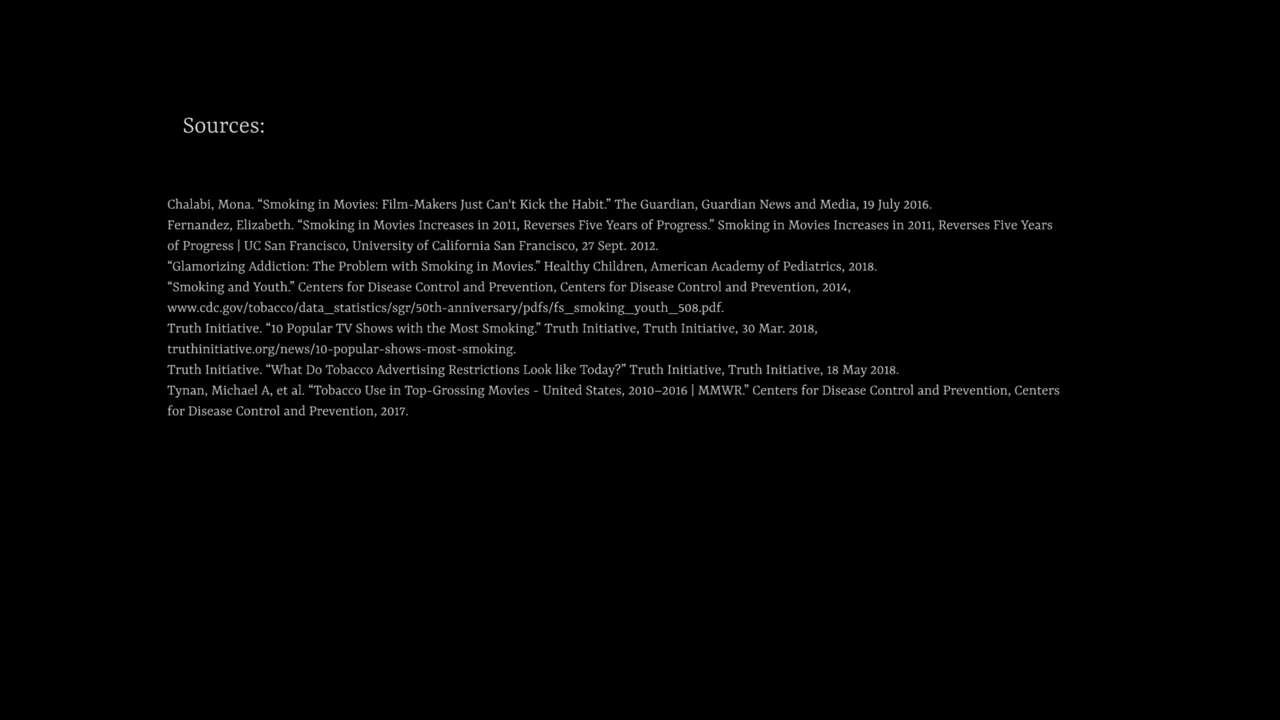 Sources:
Chalabi, Mona. “Smoking in Movies: Film-Makers Just Can't Kick the Habit.” The Guardian, Guardian News and Media, 19 July 2016.
Fernandez, Elizabeth. “Smoking in Movies Increases in 2011, Reverses Five Years of Progress.” Smoking in Movies Increases in 2011, Reverses Five Years
of Progress | UC San Francisco, University of California San Francisco, 27 Sept. 2012.
“Glamorizing Addiction: The Problem with Smoking in Movies.” Healthy Children, American Academy of Pediatrics, 2018.
“Smoking and Youth.” Centers for Disease Control and Prevention, Centers for Disease Control and Prevention, 2014,
www.cdc.gov/tobacco/data_statistics/sgr/50th-anniversary/pdfs/fs_smoking_youth_508.pdf.
Truth Initiative. “10 Popular TV Shows with the Most Smoking.” Truth Initiative, Truth Initiative, 30 Mar. 2018,
truthinitiative.org/news/10-popular-shows-most-smoking.
Truth Initiative. “What Do Tobacco Advertising Restrictions Look like Today?” Truth Initiative, Truth Initiative, 18 May 2018.
Tynan, Michael A, et al. “Tobacco Use in Top-Grossing Movies - United States, 2010–2016 | MMWR.” Centers for Disease Control and Prevention, Centers
for Disease Control and Prevention, 2017.